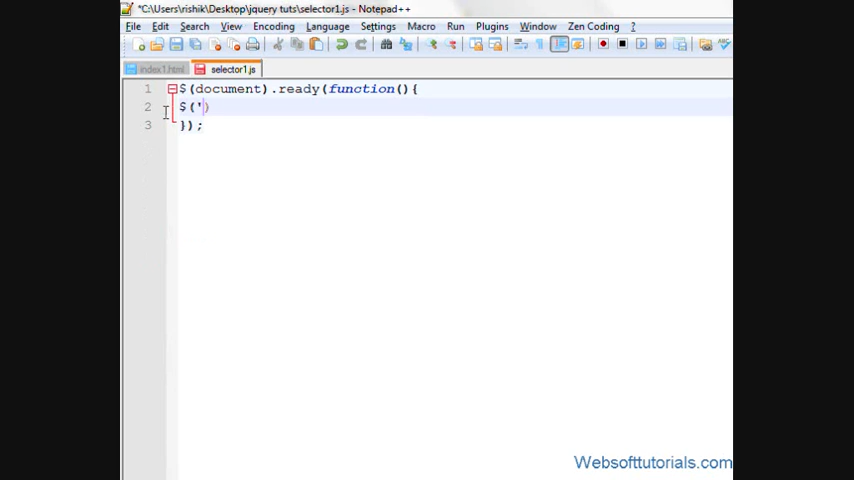 *C:\Users\rishik\Desktop\jquery tuts\selector1.js - Notepad++
File Edit Search View Encoding Language Settings Macro Run Plugins Window Zen Coding ?
index1.html selector1.js
1 $(document).ready(function(){
2 $(')
3 });
Websofttutorials.com